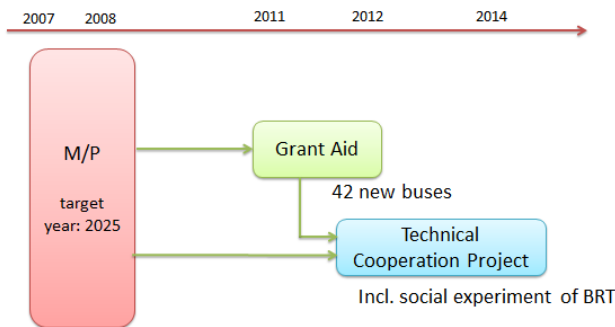 2007 2008 2011 2012 2014
M/P
target
year: 2025
Grant Aid
42 new buses
Technical
Cooperation Project
Incl. social experiment of BRT